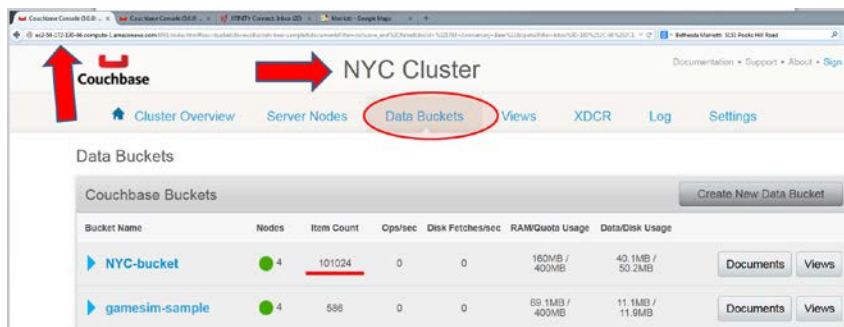 Couchbase
NYC Cluster
Documentation • Support • About • Sign
Cluster Overview Server Nodes Data Buckets Views XDCR Log Settings
Data Buckets
Couchbase Buckets Create New Data Bucket
Bucket Name Nodes Item Count Ops/sec Disk Fetches/sec RAM/Quota Usage Data/Disk Usage
NYC-bucket 4 101024 0 0 160MB / 400MB 40.1MB / 50.2MB Documents Views
gamesim-sample 4 586 0 0 69.1MB / 400MB 11.1MB / 11.9MB Documents Views